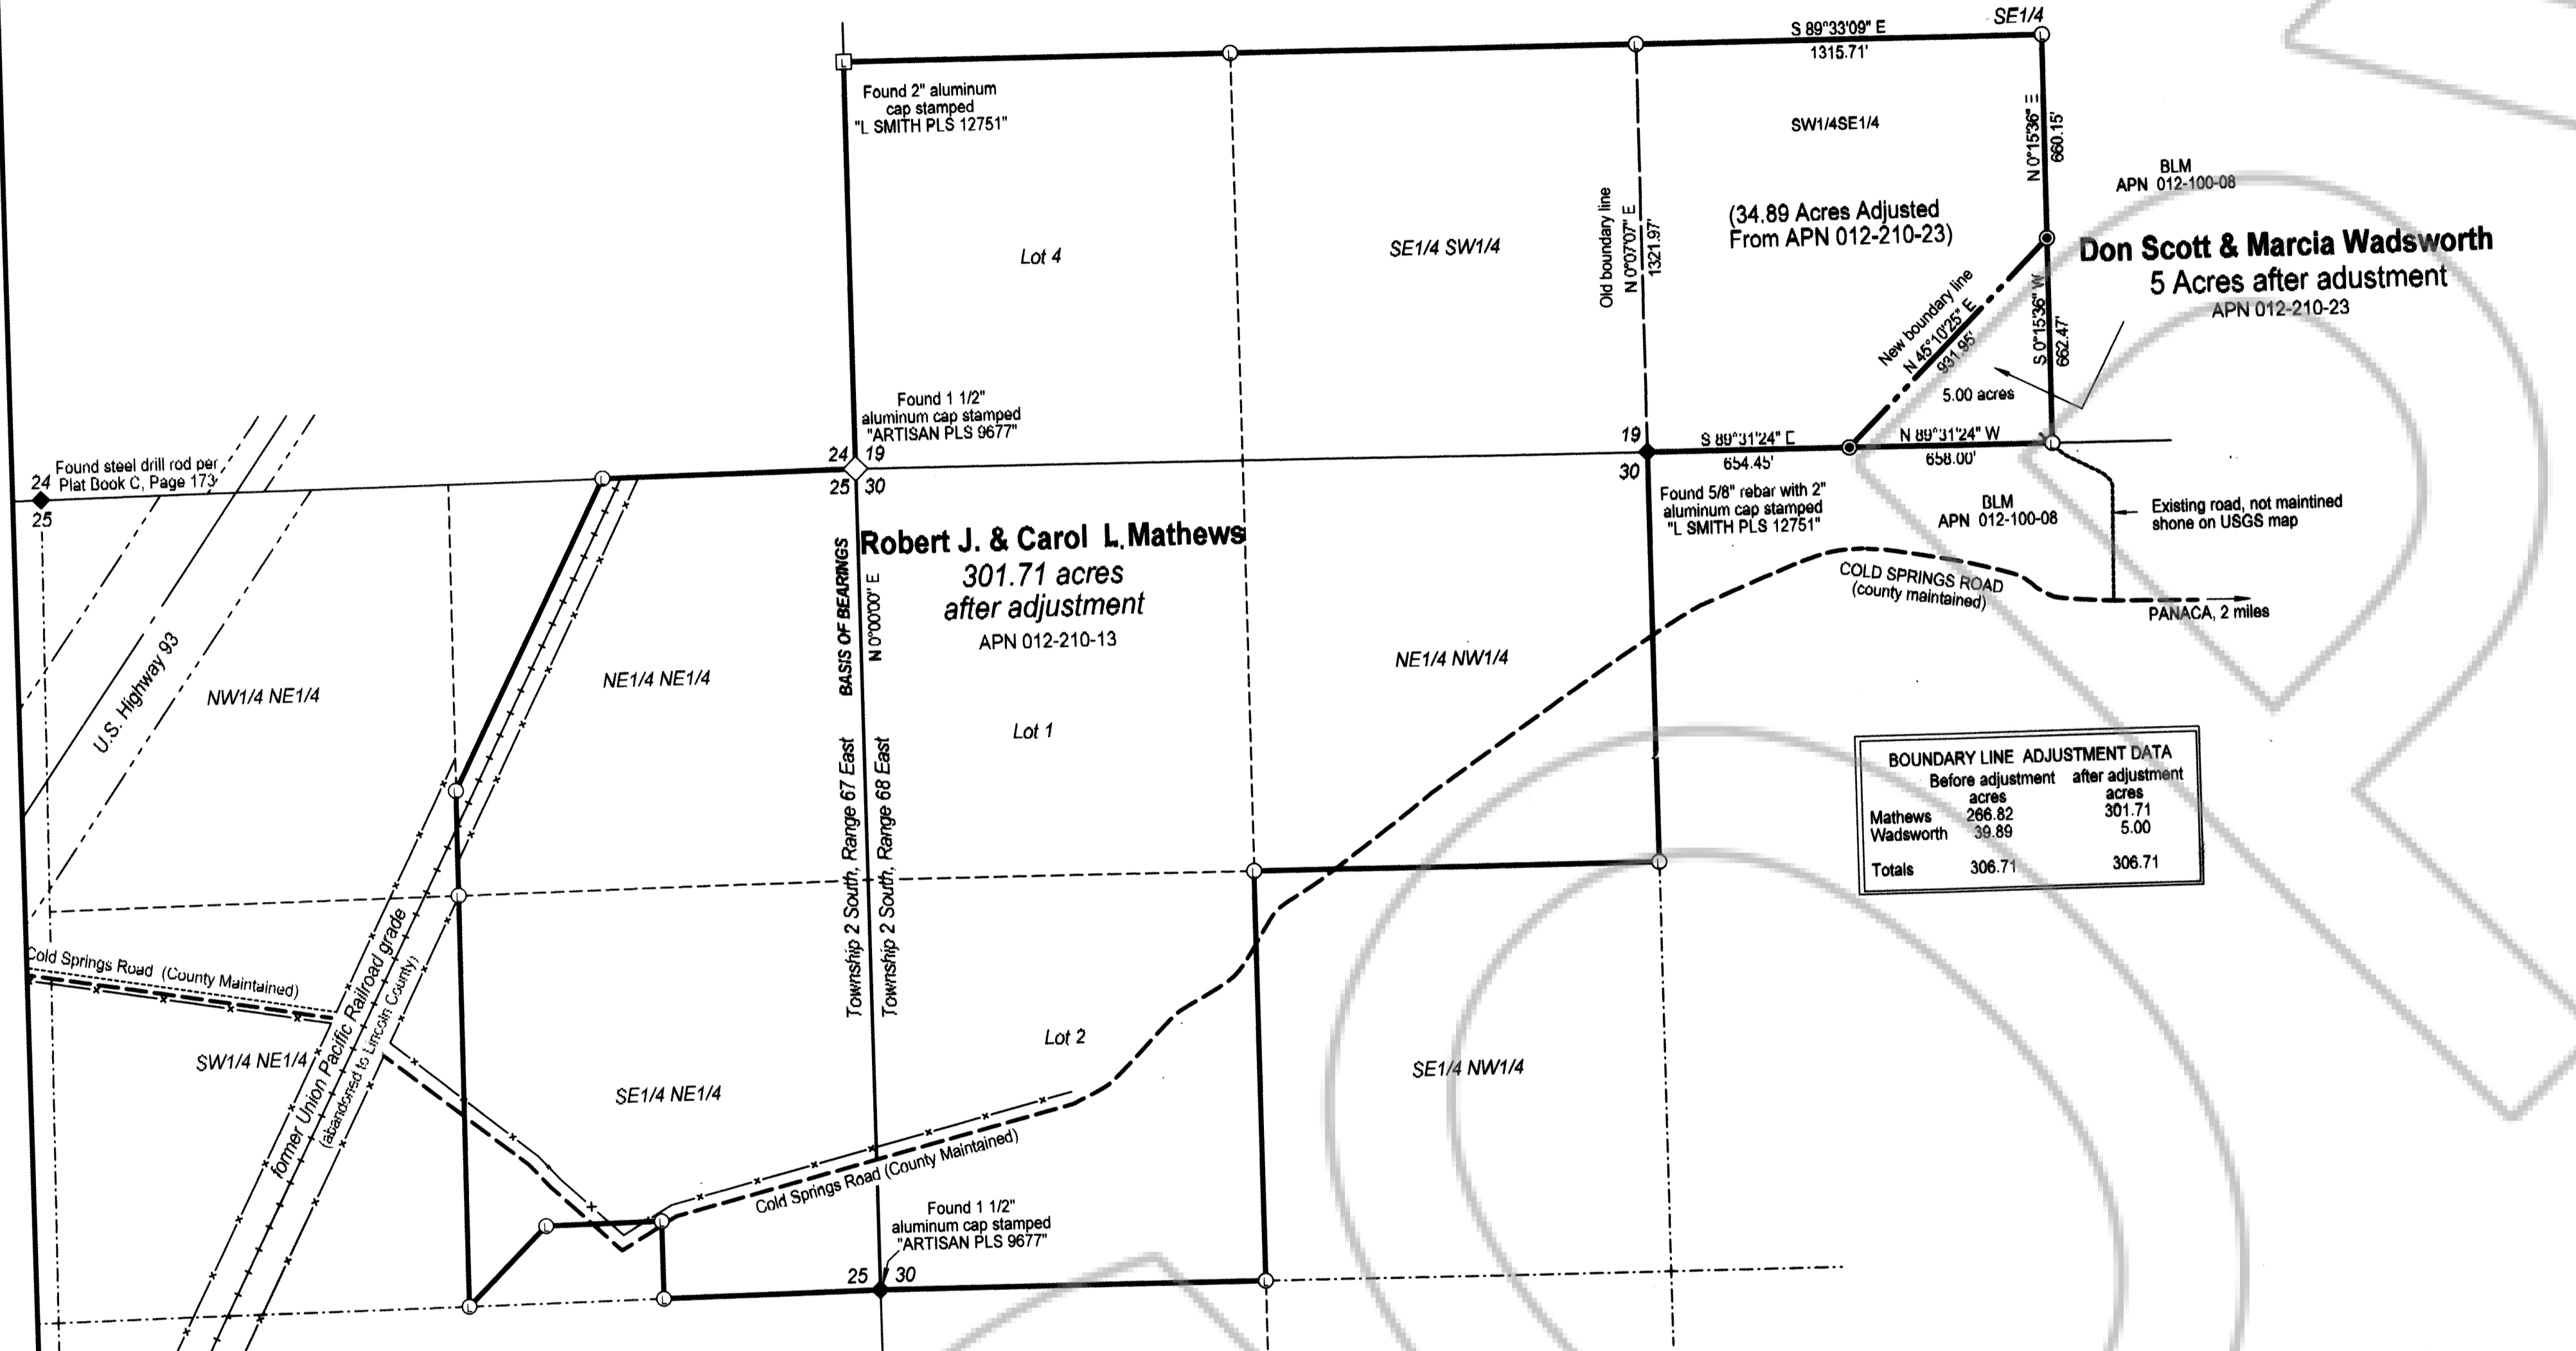 SE1/4
S 89°33'09" E
1315.71'
Found 2" aluminum
cap stamped
"L SMITH PLS 12751"
Lot 4
SE1/4 SW1/4
Old boundary line
N 0°07'07" E
1321.97'
SW1/4SE1/4
(34.89 Acres Adjusted
From APN 012-210-23)
N 0°15'36" E
660.15'
BLM
APN 012-100-08
Don Scott & Marcia Wadsworth
5 Acres after adustment
APN 012-210-23
New boundary line
N 45°10'25" E
931.95'
S 0°15'36" W
662.47'
5.00 acres
Found 1 1/2"
aluminum cap stamped
"ARTISAN PLS 9677"
24 19
25 30
19
30
S 89°31'24" E
654.45'
N 89°31'24" W
658.00'
Found steel drill rod per
Plat Book C, Page 173
24
25
Found 5/8" rebar with 2"
aluminum cap stamped
"L SMITH PLS 12751"
BLM
APN 012-100-08
Existing road, not maintined
shone on USGS map
COLD SPRINGS ROAD
(county maintained)
PANACA, 2 miles
Robert J. & Carol L. Mathews
301.71 acres
after adjustment
APN 012-210-13
BASIS OF BEARINGS
N 0°00'00" E
U.S. Highway 93
NW1/4 NE1/4
NE1/4 NE1/4
NE1/4 NW1/4
Lot 1
Township 2 South, Range 67 East
Township 2 South, Range 68 East
BOUNDARY LINE ADJUSTMENT DATA
Before adjustment after adjustment
acres acres
Mathews 266.82 301.71
Wadsworth 39.89 5.00
Totals 306.71 306.71
Cold Springs Road (County Maintained)
former Union Pacific Railroad grade
(abandoned to Lincoln County)
SW1/4 NE1/4
SE1/4 NE1/4
Lot 2
SE1/4 NW1/4
Cold Springs Road (County Maintained)
Found 1 1/2"
aluminum cap stamped
"ARTISAN PLS 9677"
25 30